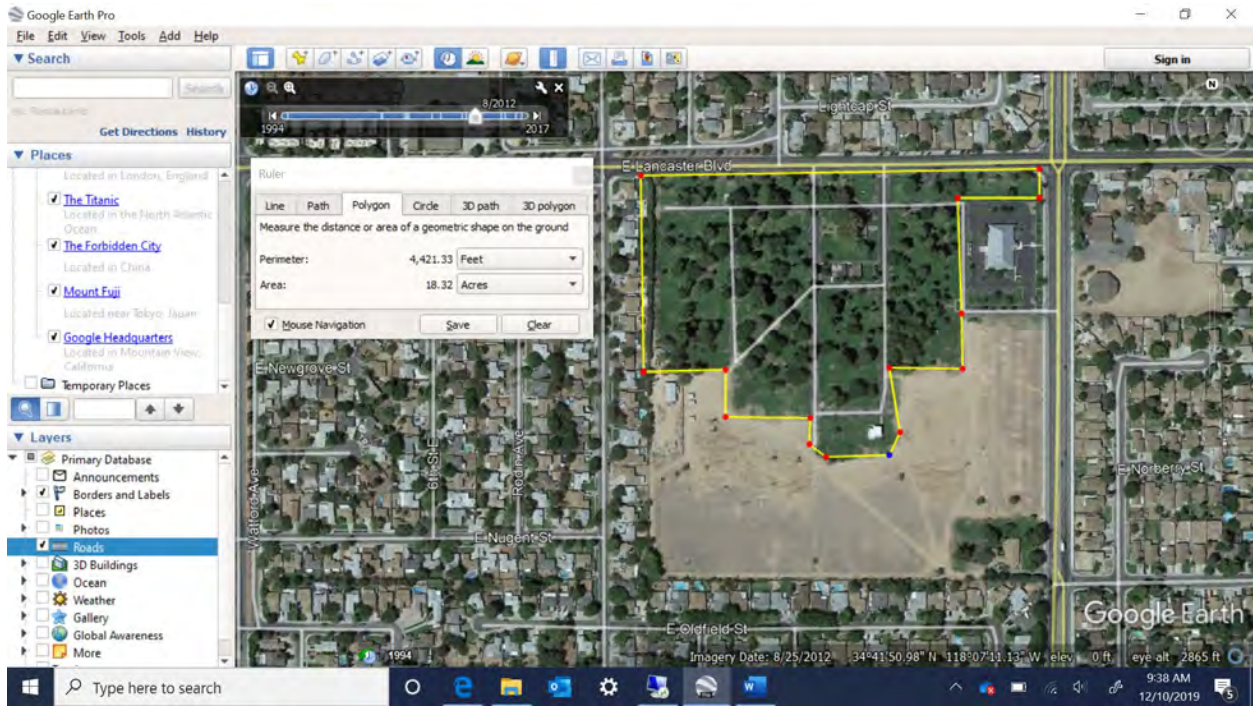 Google Earth Pro
File Edit View Tools Add Help
Search
Sign in
Search
Get Directions History
Places
Located in London, England
The Titanic
Located in the North Atlantic
Ocean
The Forbidden City
Located in China
Mount Fuji
Located near Tokyo, Japan
Google Headquarters
Located in Mountain View,
California
Temporary Places
Layers
Primary Database
Announcements
Borders and Labels
Places
Photos
Roads
3D Buildings
Ocean
Weather
Gallery
Global Awareness
More
8/2012
1994 2017
Ruler
Line Path Polygon Circle 3D path 3D polygon
Measure the distance or area of a geometric shape on the ground
Perimeter: 4,421.33 Feet
Area: 18.32 Acres
Mouse Navigation Save Clear
N
Lightcap St
E Lancaster Blvd
E Newgrove St
6th St E
Rodin Ave
Watford Ave
E Norberry St
E Nugent St
E Oldfield St
Google Earth
1994
Imagery Date: 8/25/2012 34°41'50.98" N 118°07'11.13" W elev 0 ft eye alt 2865 ft
Type here to search
9:38 AM
12/10/2019
5